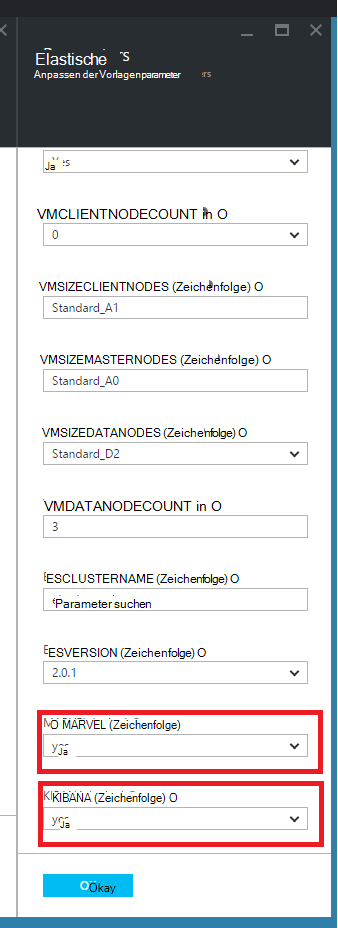 Elastische
Anpassen der Vorlagenparameter
Ja
VMCLIENTNODECOUNT in O
0
VMSIZECLIENTNODES (Zeichenfolge) O
Standard_A1
VMSIZEMASTERNODES (Zeichenfolge) O
Standard_A0
VMSIZEDATANODES (Zeichenfolge) O
Standard_D2
VMDATANODECOUNT in O
3
ESCLUSTERNAME (Zeichenfolge) O
Parameter suchen
ESVERSION (Zeichenfolge) O
2.0.1
O MARVEL (Zeichenfolge)
Ja
KIBANA (Zeichenfolge) O
Ja
Okay